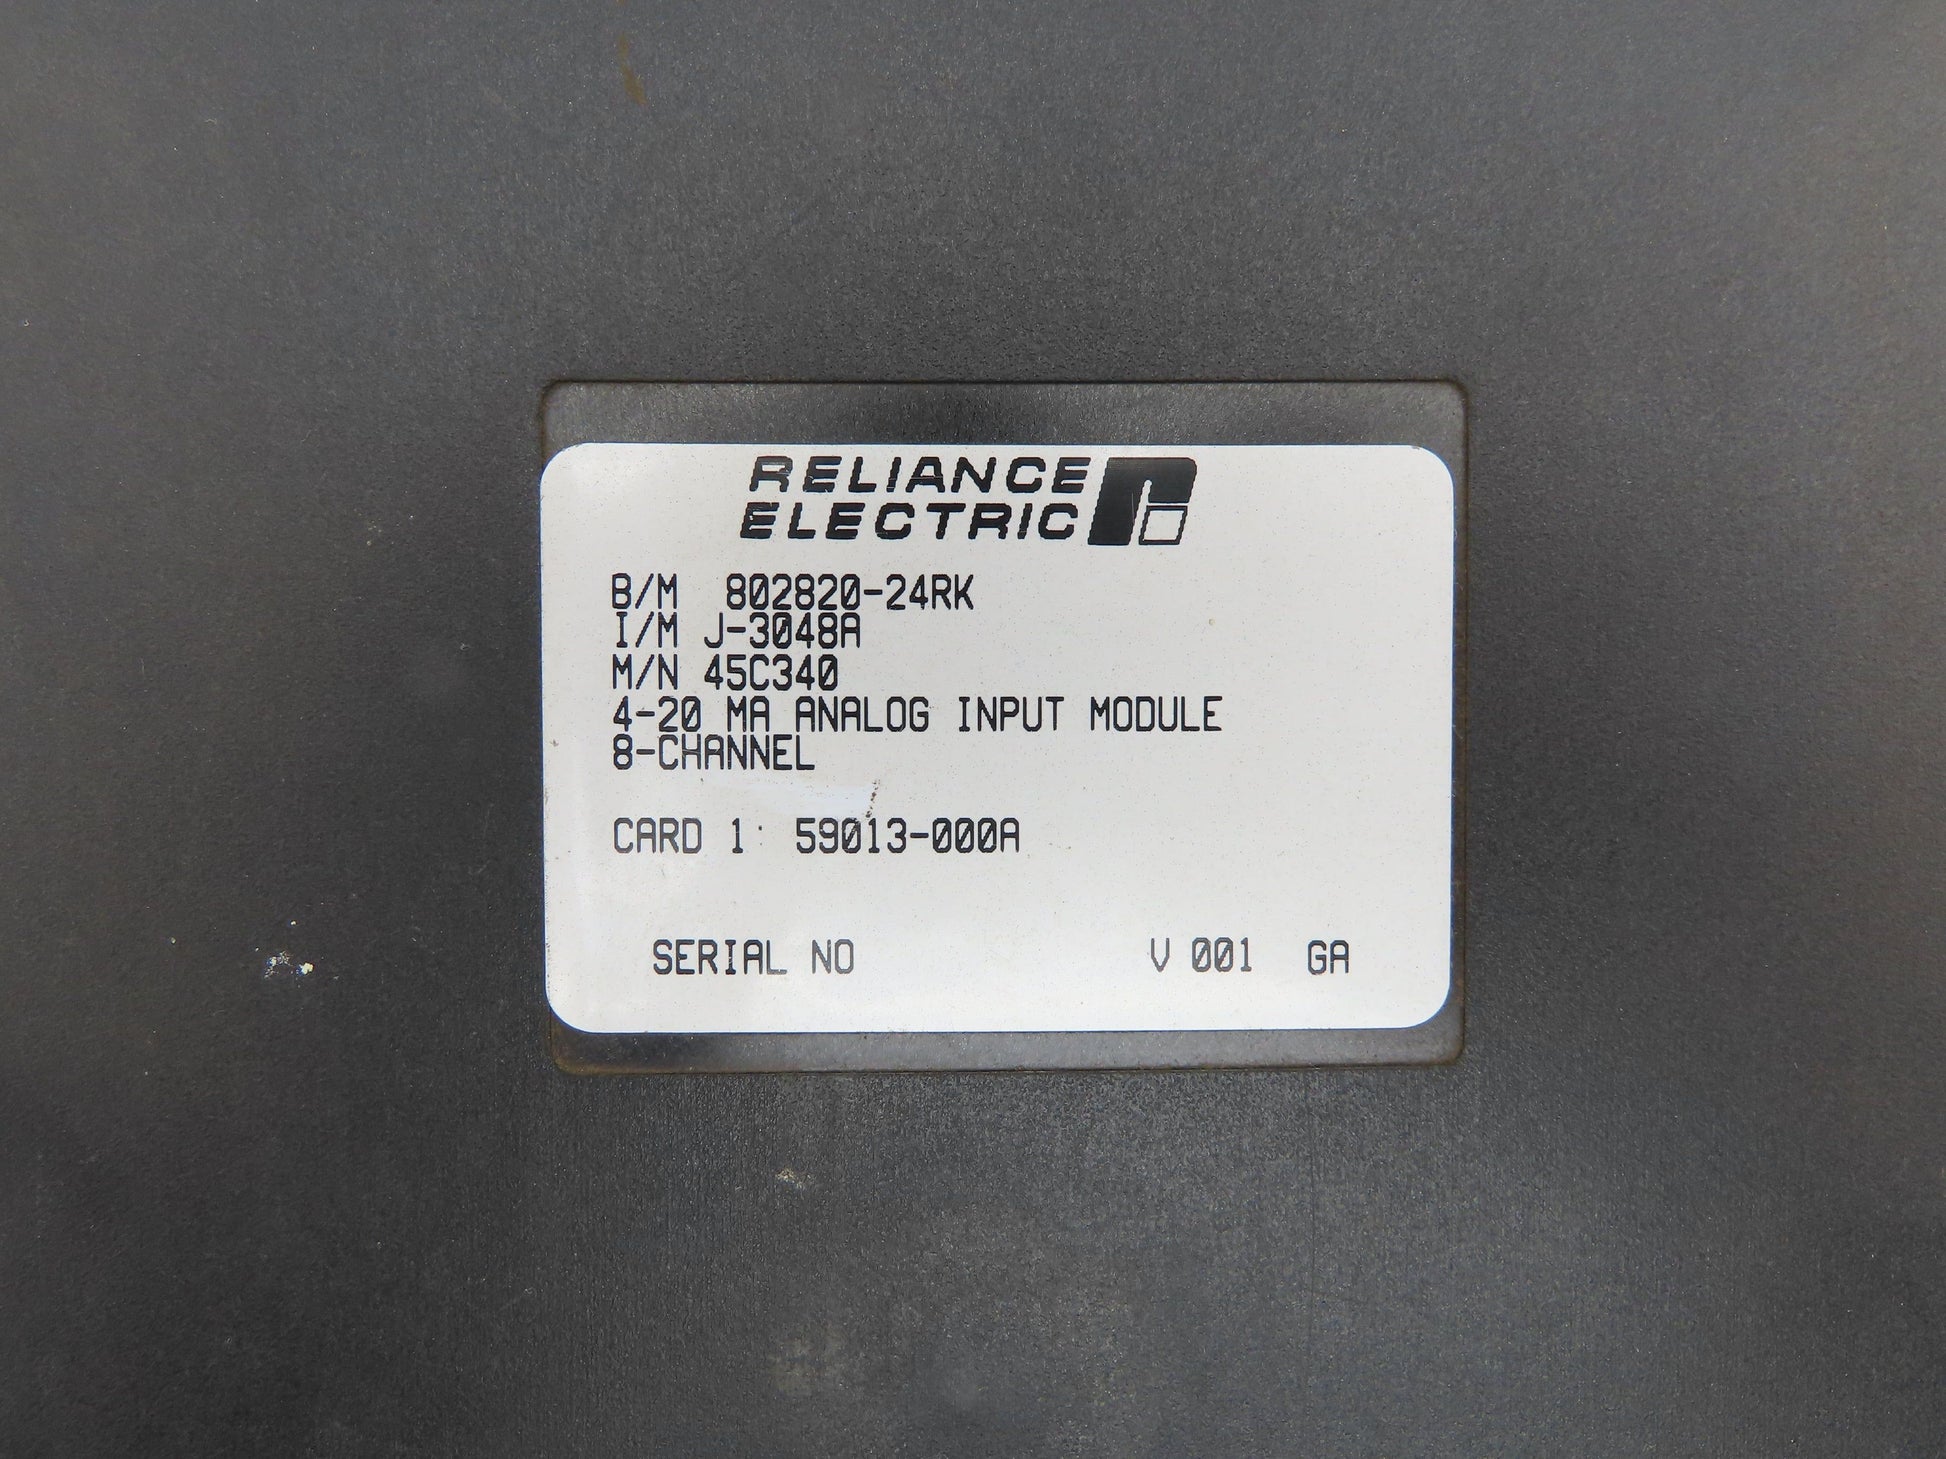 RELIANCE
ELECTRIC
B/M 802820-24RK
I/M J-3048A
M/N 45C340
4-20 MA ANALOG INPUT MODULE
8-CHANNEL
CARD 1: 59013-000A
SERIAL NO V 001 GA